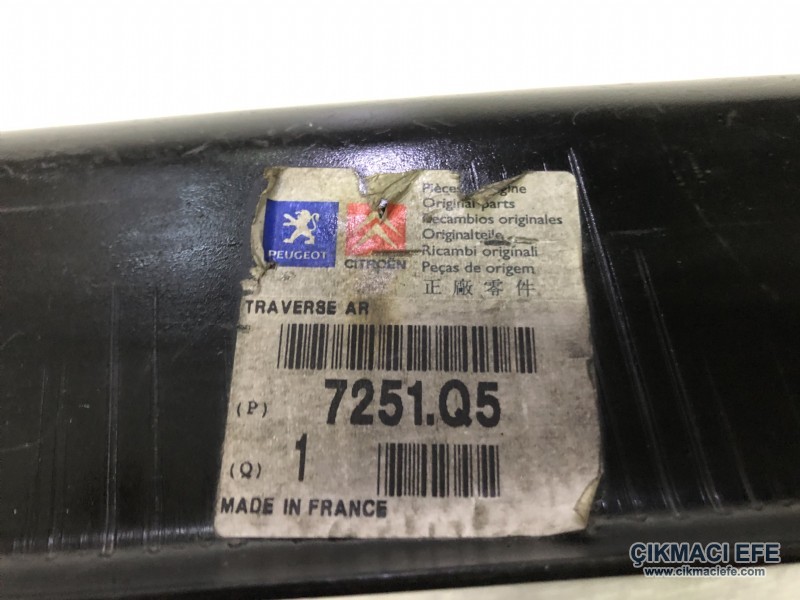 PEUGEOT
CITROËN
Original parts
Recambios originales
Originalteile
Ricambi originali
Peças de origem
正廠零件
TRAVERSE AR
(P) 7251.Q5
(Q) 1
MADE IN FRANCE
ÇIKMACI EFE
www.cikmaciefe.com